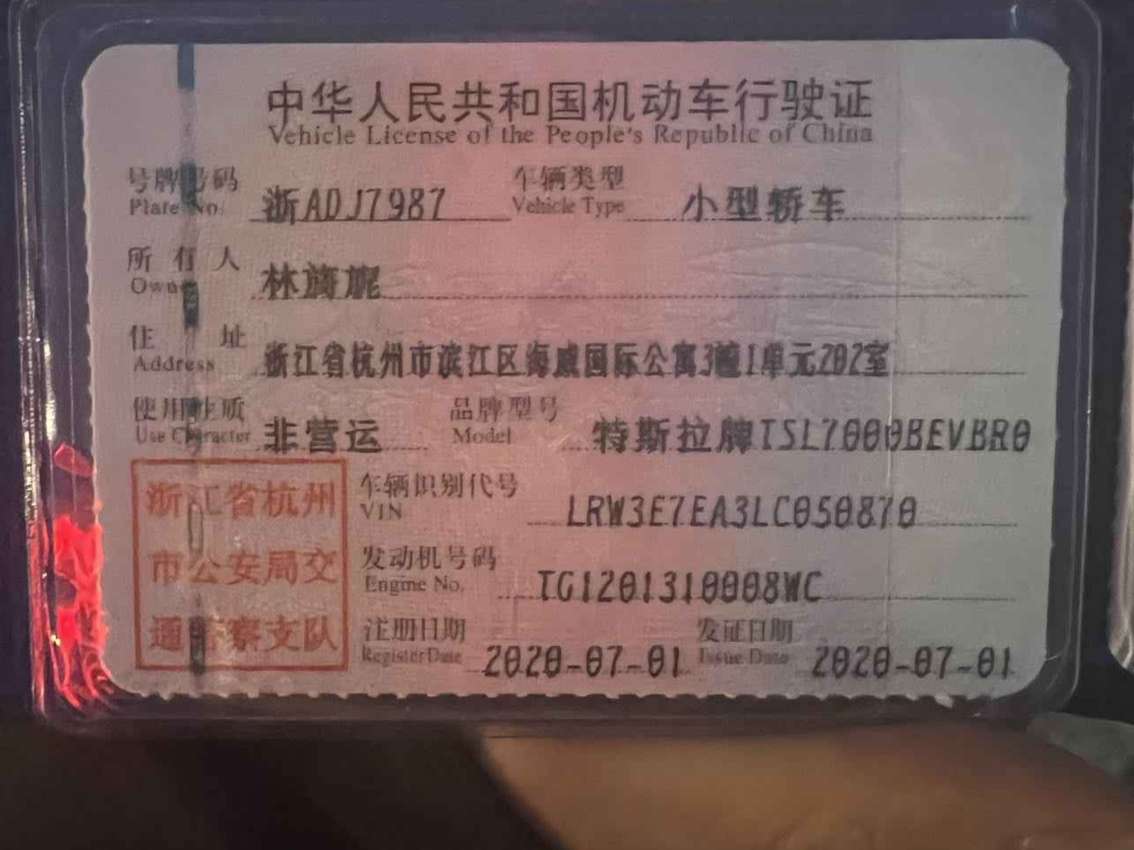 中华人民共和国机动车行驶证
Vehicle License of the People's Republic of China
号牌号码 浙ADJ7987 车辆类型 小型轿车
Plate No. Vehicle Type
所有人 林旖旎
Owner
住址 浙江省杭州市滨江区海威国际公寓3幢1单元202室
Address
使用性质 非营运 品牌型号 特斯拉牌TSL7000BEVBR0
Use Character Model
车辆识别代号 LRW3E7EA3LC050870
VIN
发动机号码 TG1201310008WC
Engine No.
注册日期 2020-07-01 发证日期 2020-07-01
Register Date Issue Date
浙江省杭州
市公安局交
通警察支队